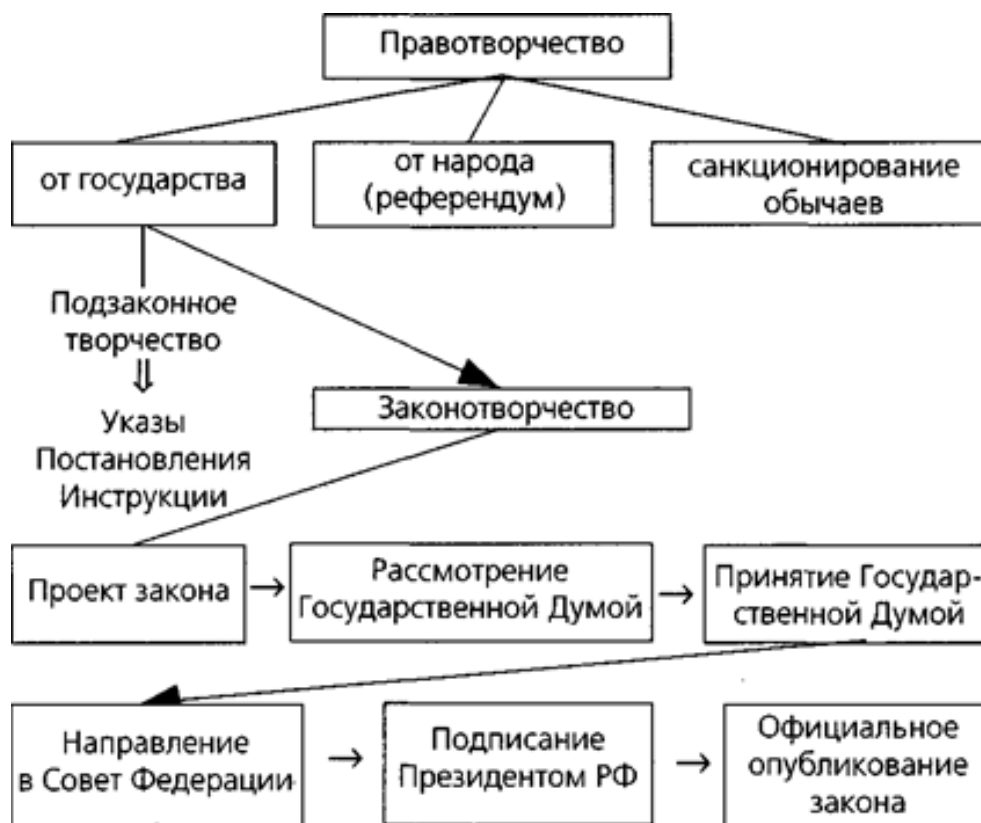 Правотворчество
от государства
от народа
(референдум)
санкционирование
обычаев
Подзаконное
творчество
Указы
Постановления
Инструкции
Законотворчество
Проект закона
Рассмотрение
Государственной Думой
Принятие Государ-
ственной Думой
Направление
в Совет Федерации
Подписание
Президентом РФ
Официальное
опубликование
закона